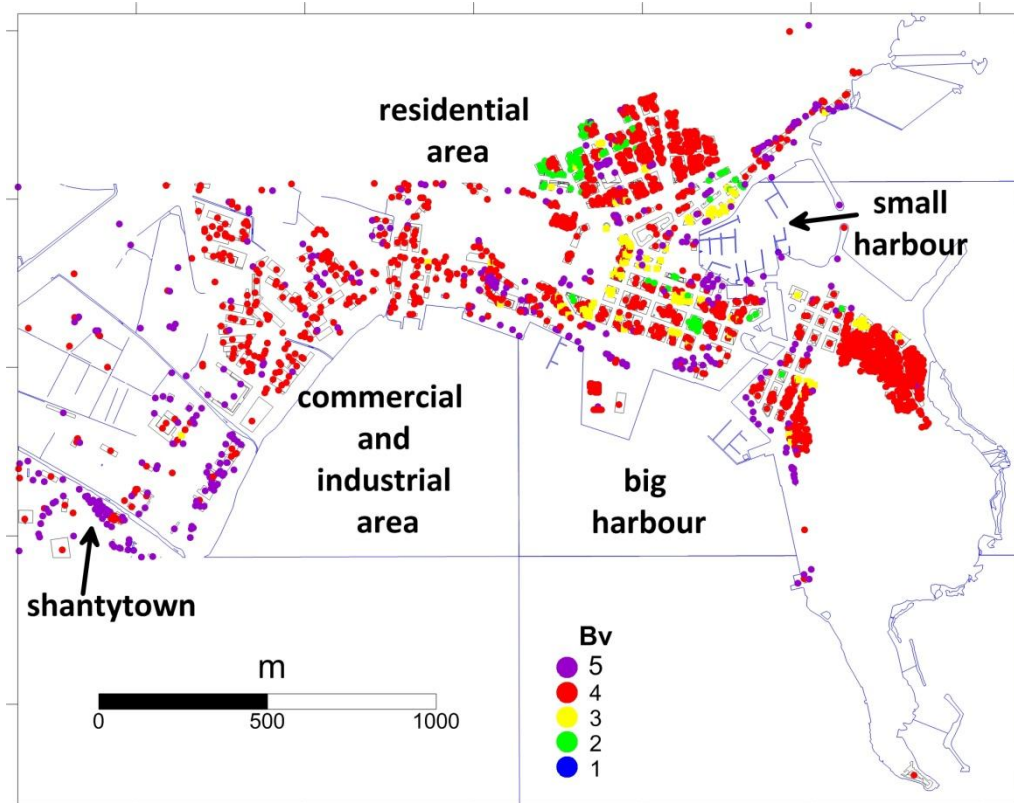 residential
area
small
harbour
commercial
and
industrial
area
big
harbour
shantytown
m
0 500 1000
Bv
5
4
3
2
1